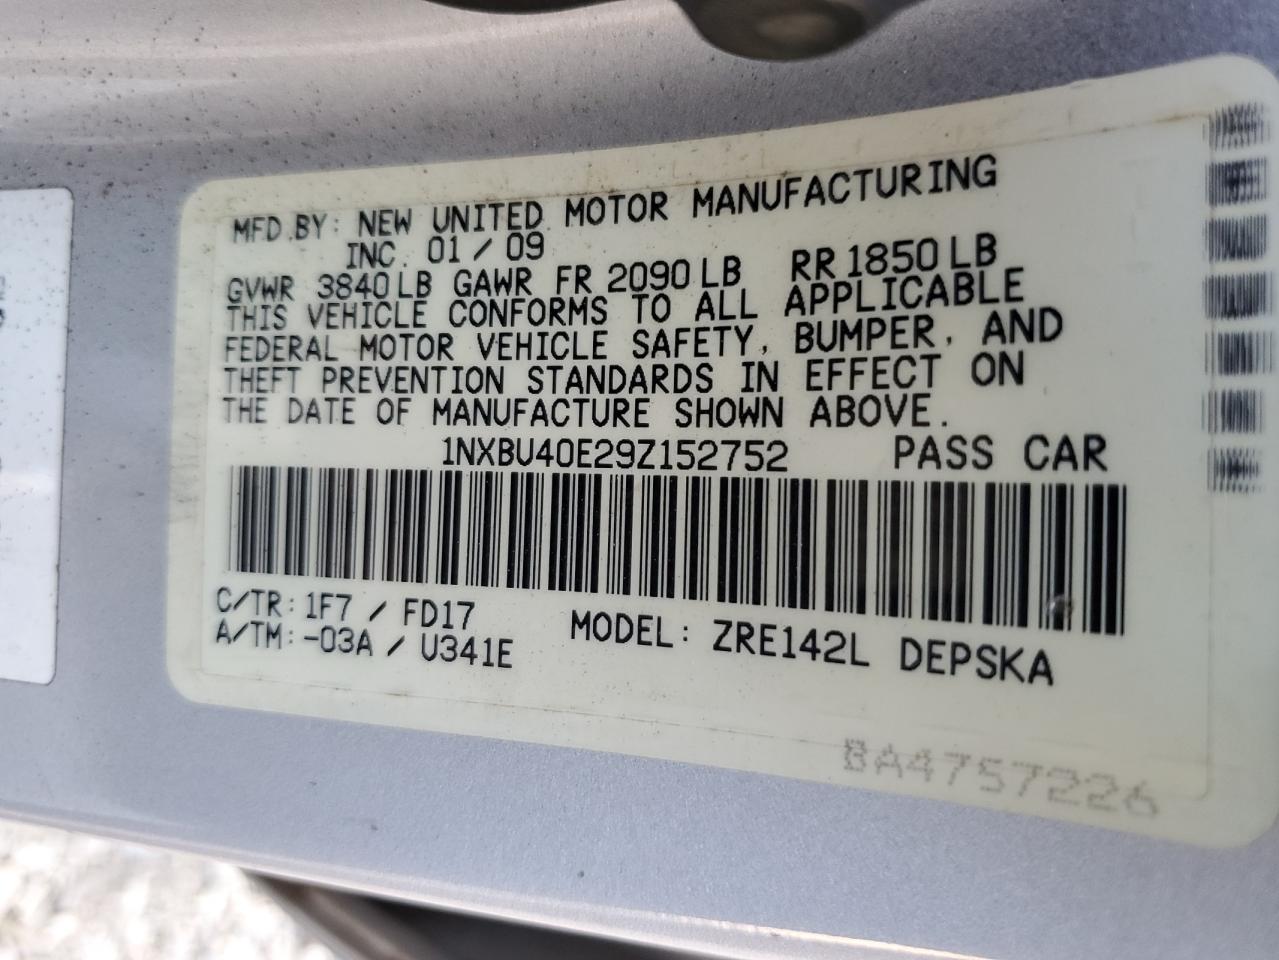 MFD.BY: NEW UNITED MOTOR MANUFACTURING
INC. 01 / 09
GVWR 3840LB GAWR FR 2090LB RR 1850LB
THIS VEHICLE CONFORMS TO ALL APPLICABLE
FEDERAL MOTOR VEHICLE SAFETY, BUMPER, AND
THEFT PREVENTION STANDARDS IN EFFECT ON
THE DATE OF MANUFACTURE SHOWN ABOVE.
1NXBU40E29Z152752 PASS CAR
C/TR: 1F7 / FD17
A/TM: -03A / U341E
MODEL: ZRE142L DEPSKA
BA4757226